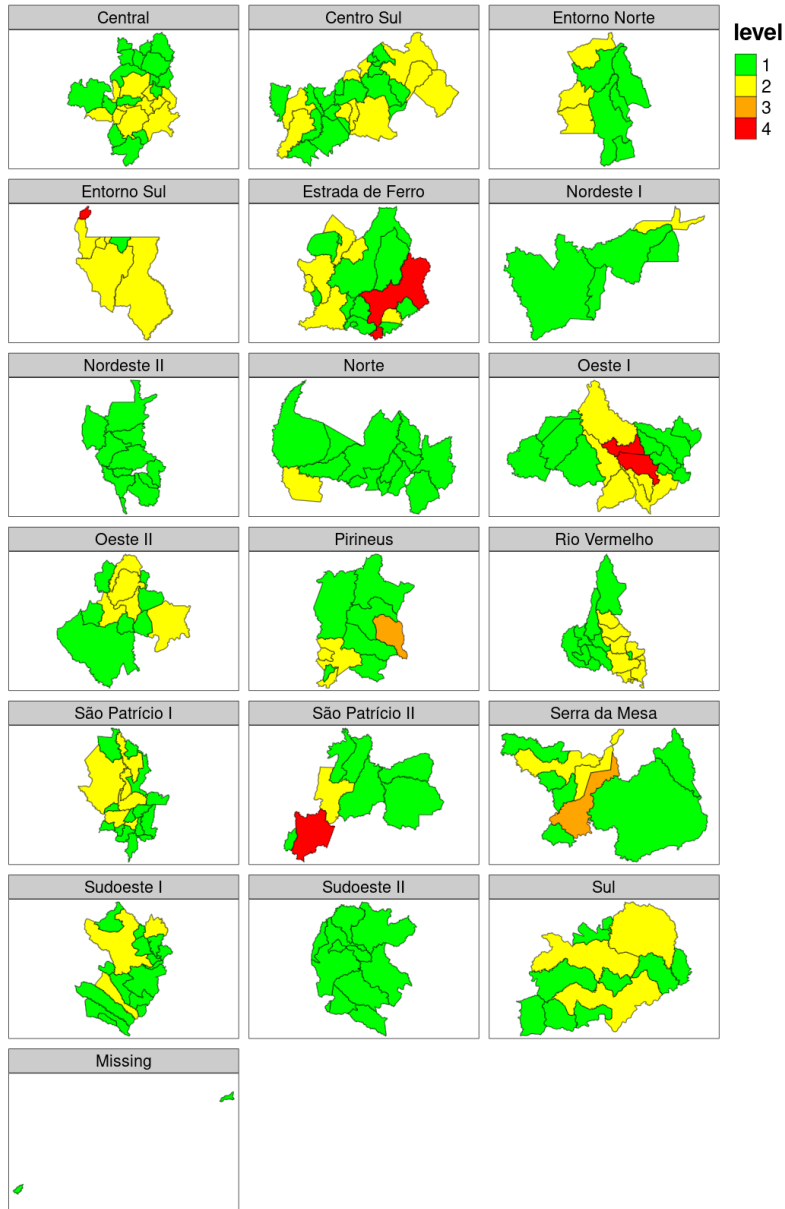 Central
Centro Sul
Entorno Norte
level
1
2
3
4
Entorno Sul
Estrada de Ferro
Nordeste I
Nordeste II
Norte
Oeste I
Oeste II
Pirineus
Rio Vermelho
São Patrício I
São Patrício II
Serra da Mesa
Sudoeste I
Sudoeste II
Sul
Missing